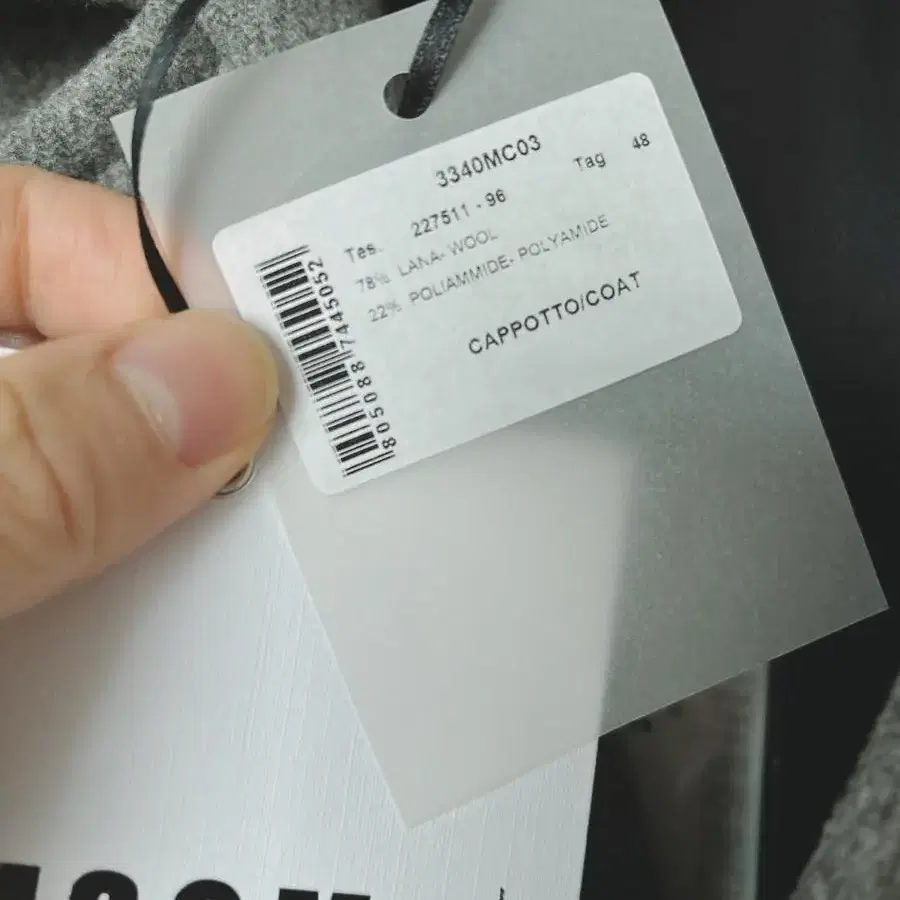 3340MC03
Tag 48
Tes. 227511 - 96
78% LANA- WOOL
22% POLIAMMIDE- POLYAMIDE
CAPPOTTO/COAT
8050887445052